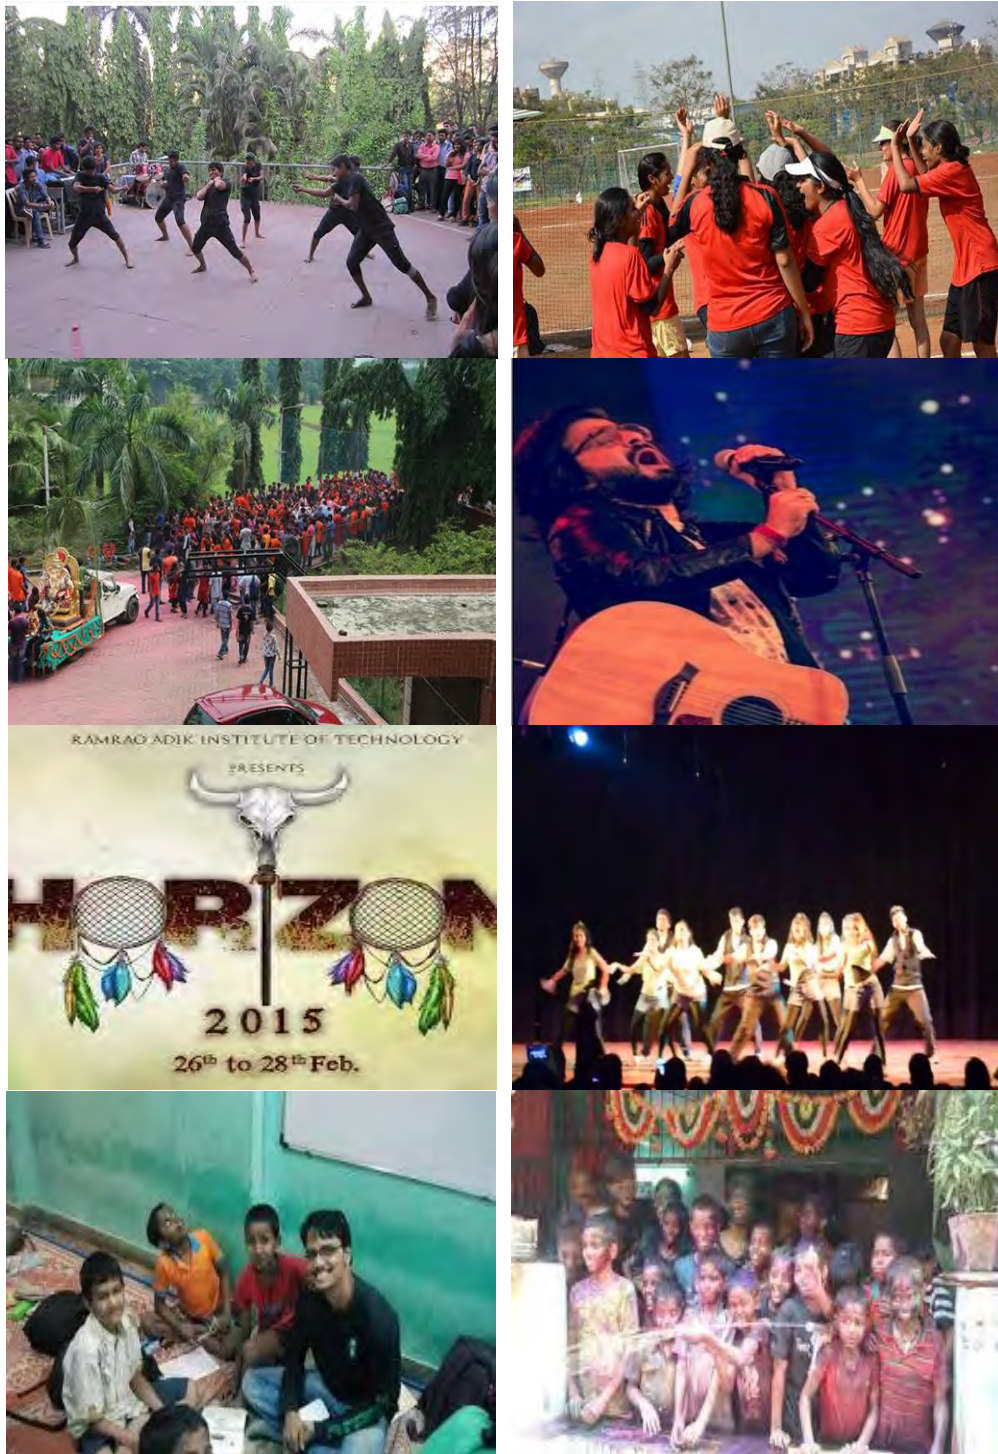 RAMRAO ADIK INSTITUTE OF TECHNOLOGY
PRESENTS
HORIZON
2015
26th to 28th Feb.